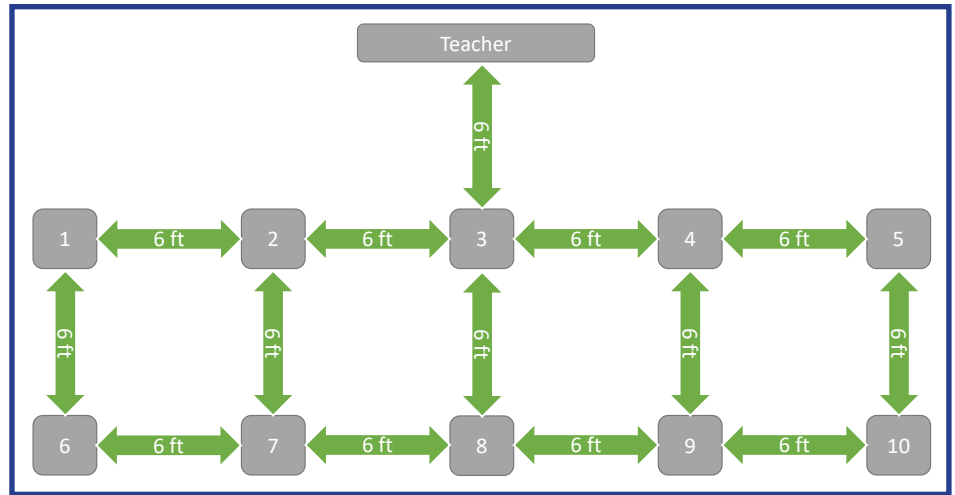 Teacher
6 ft
1 6 ft 2 6 ft 3 6 ft 4 6 ft 5
6 ft 6 ft 6 ft 6 ft 6 ft
6 6 ft 7 6 ft 8 6 ft 9 6 ft 10